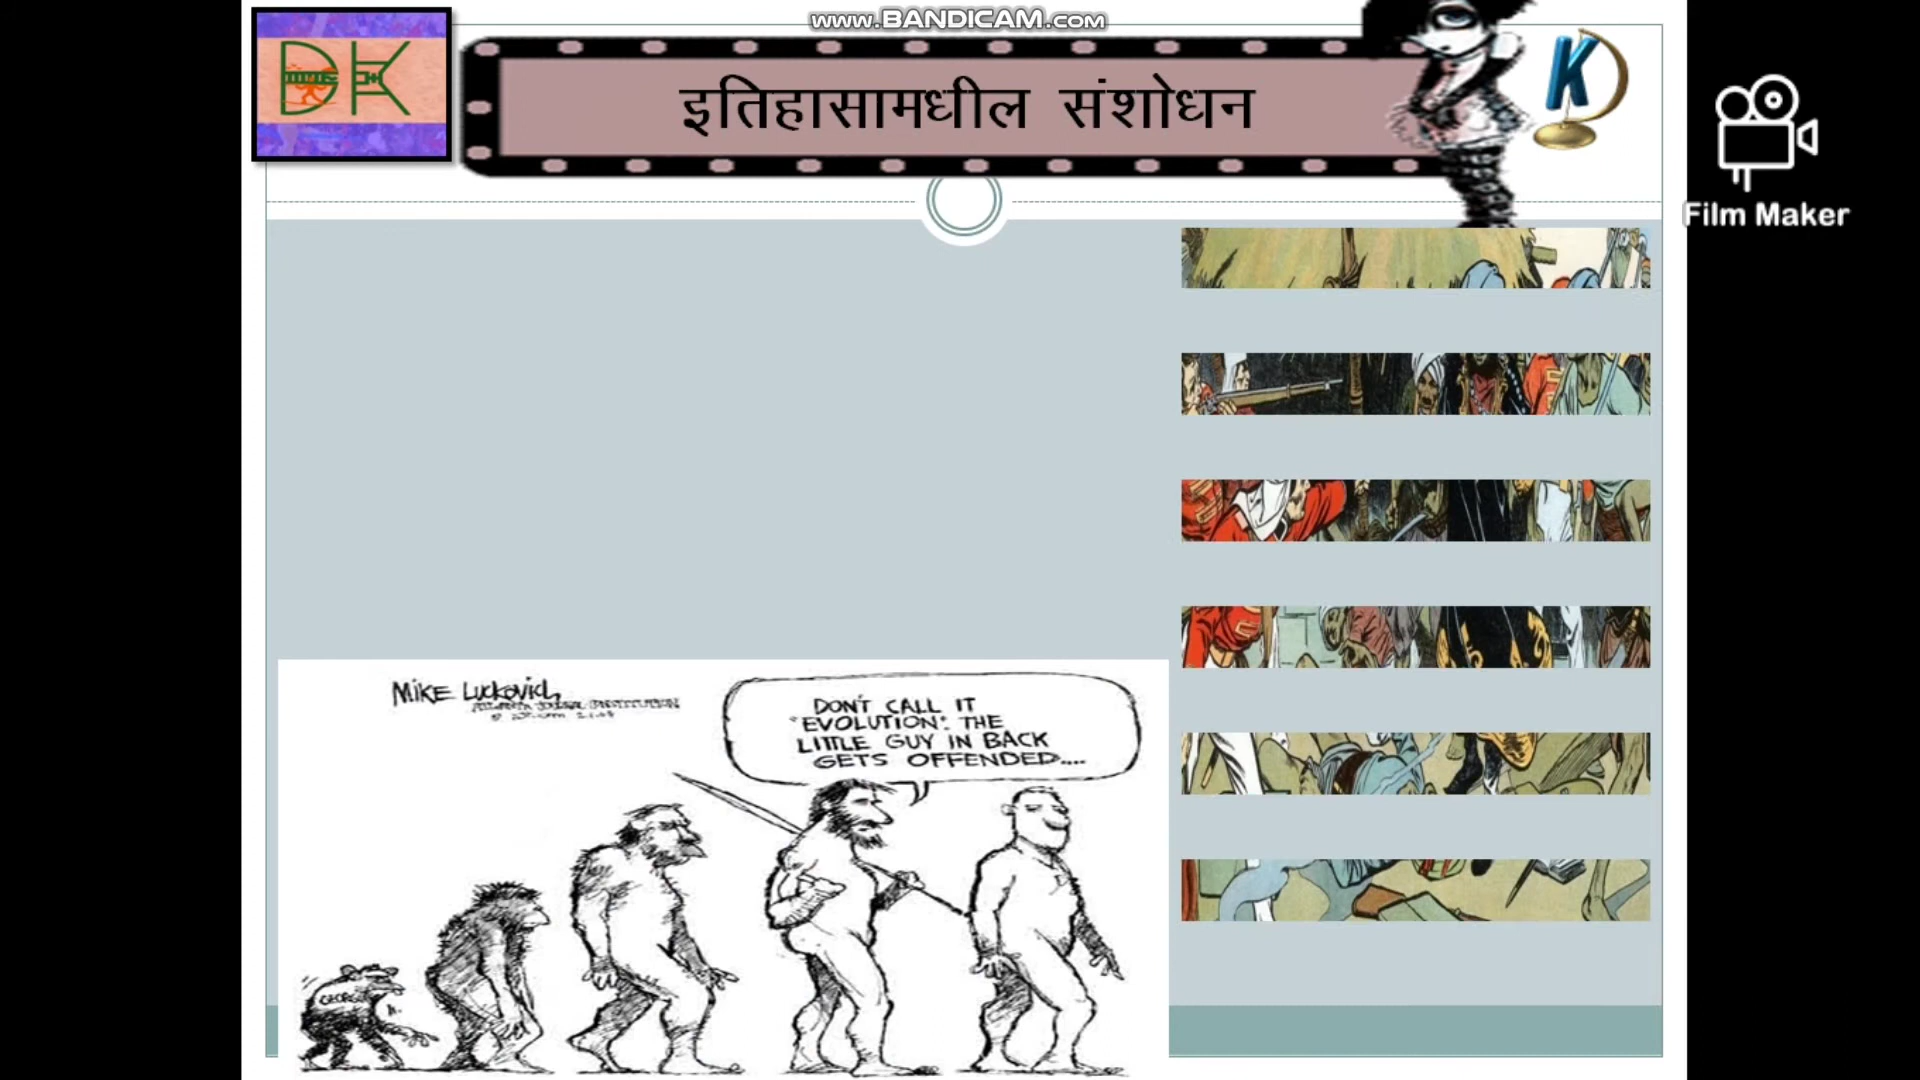 www.BANDICAM.com
DK
इतिहासामधील संशोधन
K
Film Maker
MIKE LUCKOVICH
DON'T CALL IT
"EVOLUTION". THE
LITTLE GUY IN BACK
GETS OFFENDED....